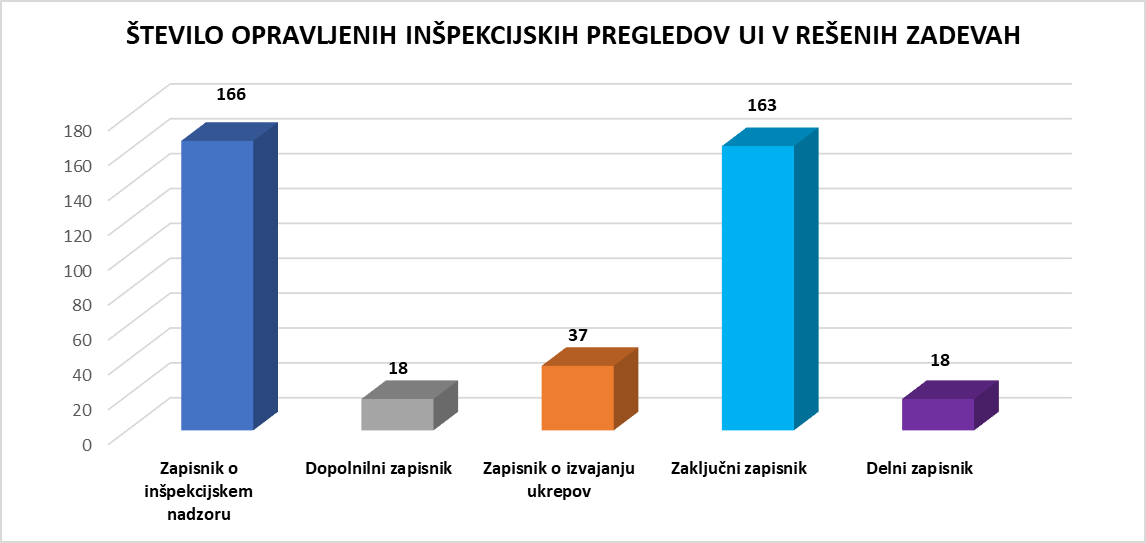 ŠTEVILO OPRAVLJENIH INŠPEKCIJSKIH PREGLEDOV UI V REŠENIH ZADEVAH
166
163
37
18
18
180
160
140
120
100
80
60
40
20
0
Zapisnik o
inšpekcijskem
nadzoru
Dopolnilni zapisnik
Zapisnik o izvajanju
ukrepov
Zaključni zapisnik
Delni zapisnik